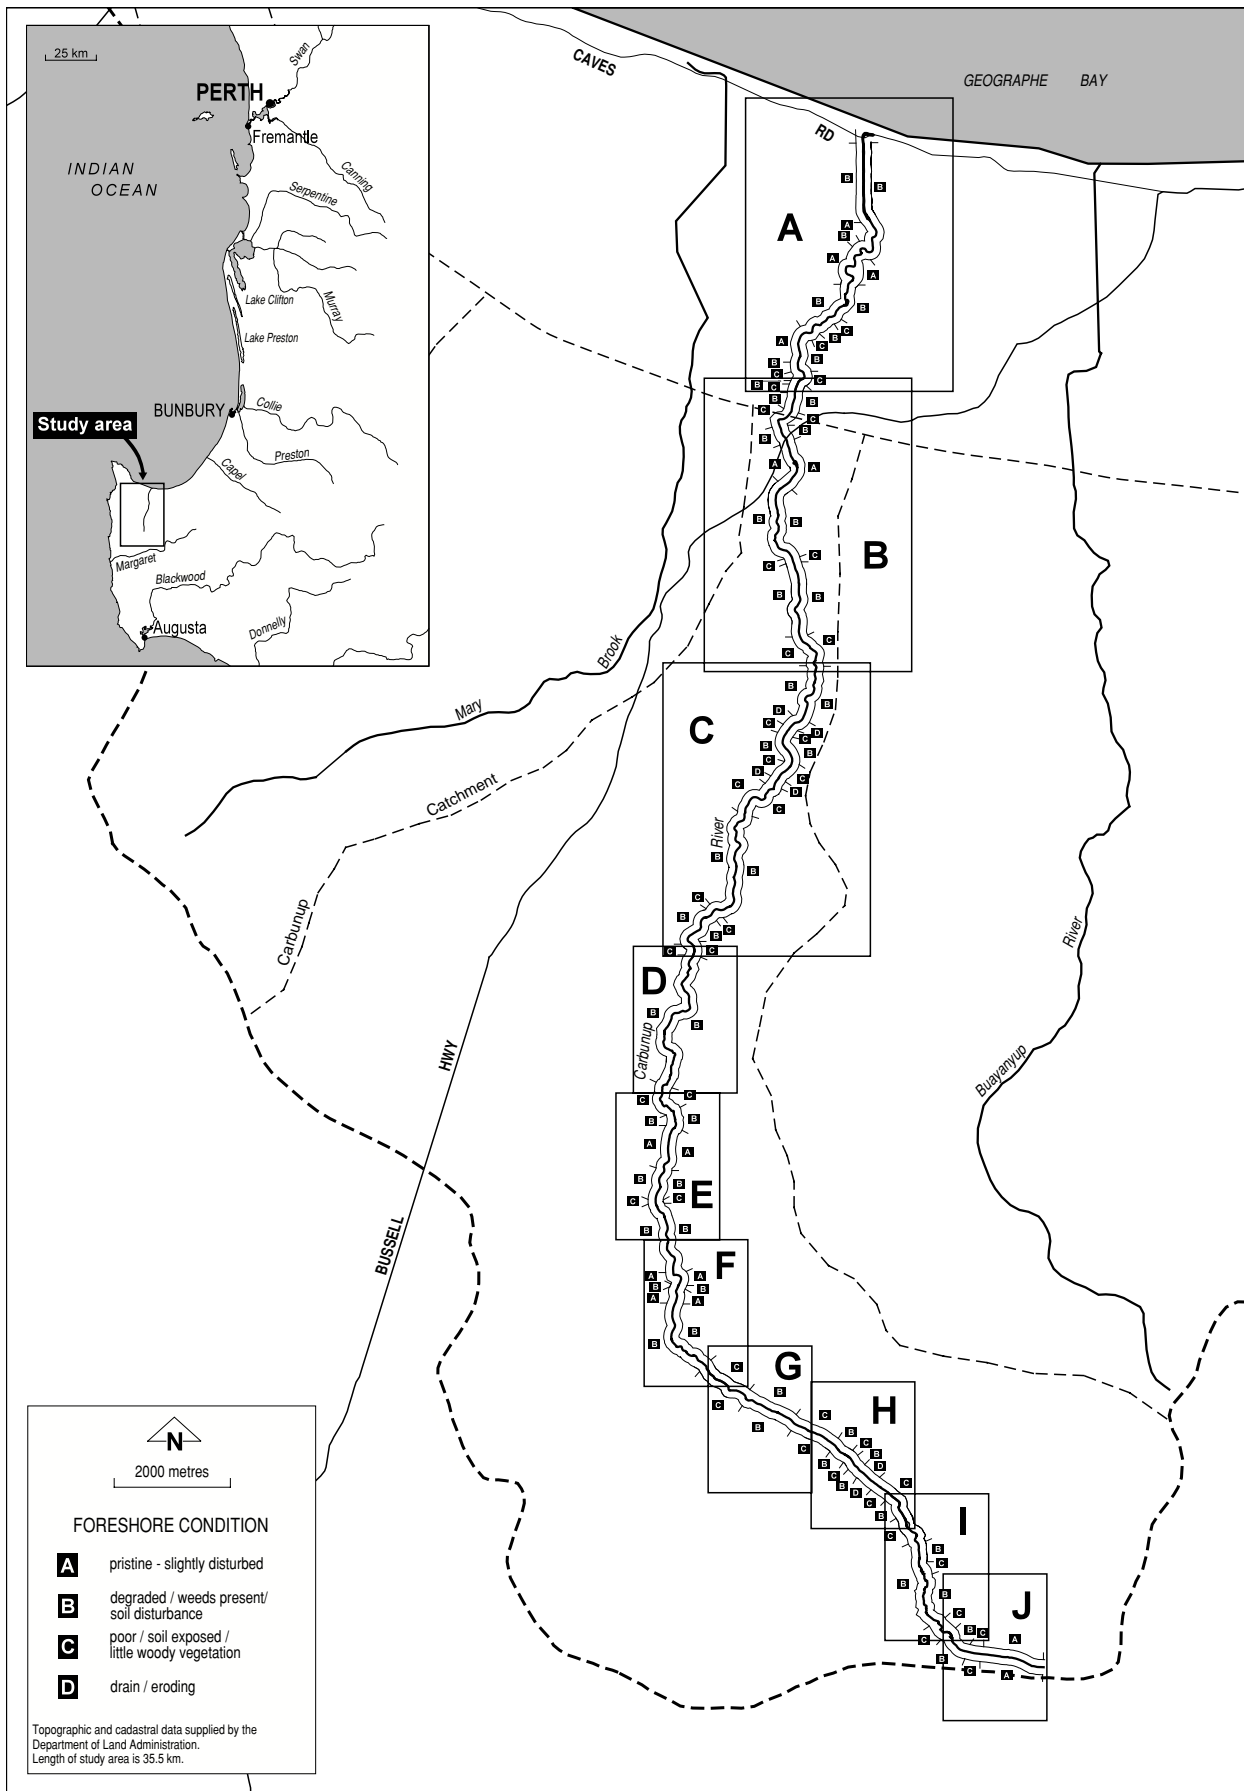 25 km
Swan
PERTH
Fremantle
INDIAN
OCEAN
Canning
Serpentine
Murray
Lake Clifton
Lake Preston
BUNBURY
Collie
Study area
Preston
Capel
Margaret
Blackwood
Donnelly
Augusta
CAVES
RD
GEOGRAPHE BAY
A
B
B
A
B
A
A
B
B
C
B
C
A
B
B
C
C
B
C
B
B
C
B
C
B
B
A
A
B
B
B
C
C
B
B
C
C
C
B
B
D
C
D
C
B
B
C
D
C
D
C
C
River
B
B
C
B
C
B
C
C
D
B
B
Carbunup
C
C
B
B
A
A
B
B
C
C
E
B
B
F
A
A
B
B
A
A
B
B
G
C
B
C
B
C
H
C
B
C
B
D
B
C
B
D
C
B
C
I
C
B
C
B
B
C
C
J
B
C
A
B
C
A
Brook
Mary
Catchment
Carbunup
HWY
BUSSELL
River
Buayanyup
N
2000 metres
FORESHORE CONDITION
A pristine - slightly disturbed
B degraded / weeds present/
soil disturbance
C poor / soil exposed /
little woody vegetation
D drain / eroding
Topographic and cadastral data supplied by the
Department of Land Administration.
Length of study area is 35.5 km.